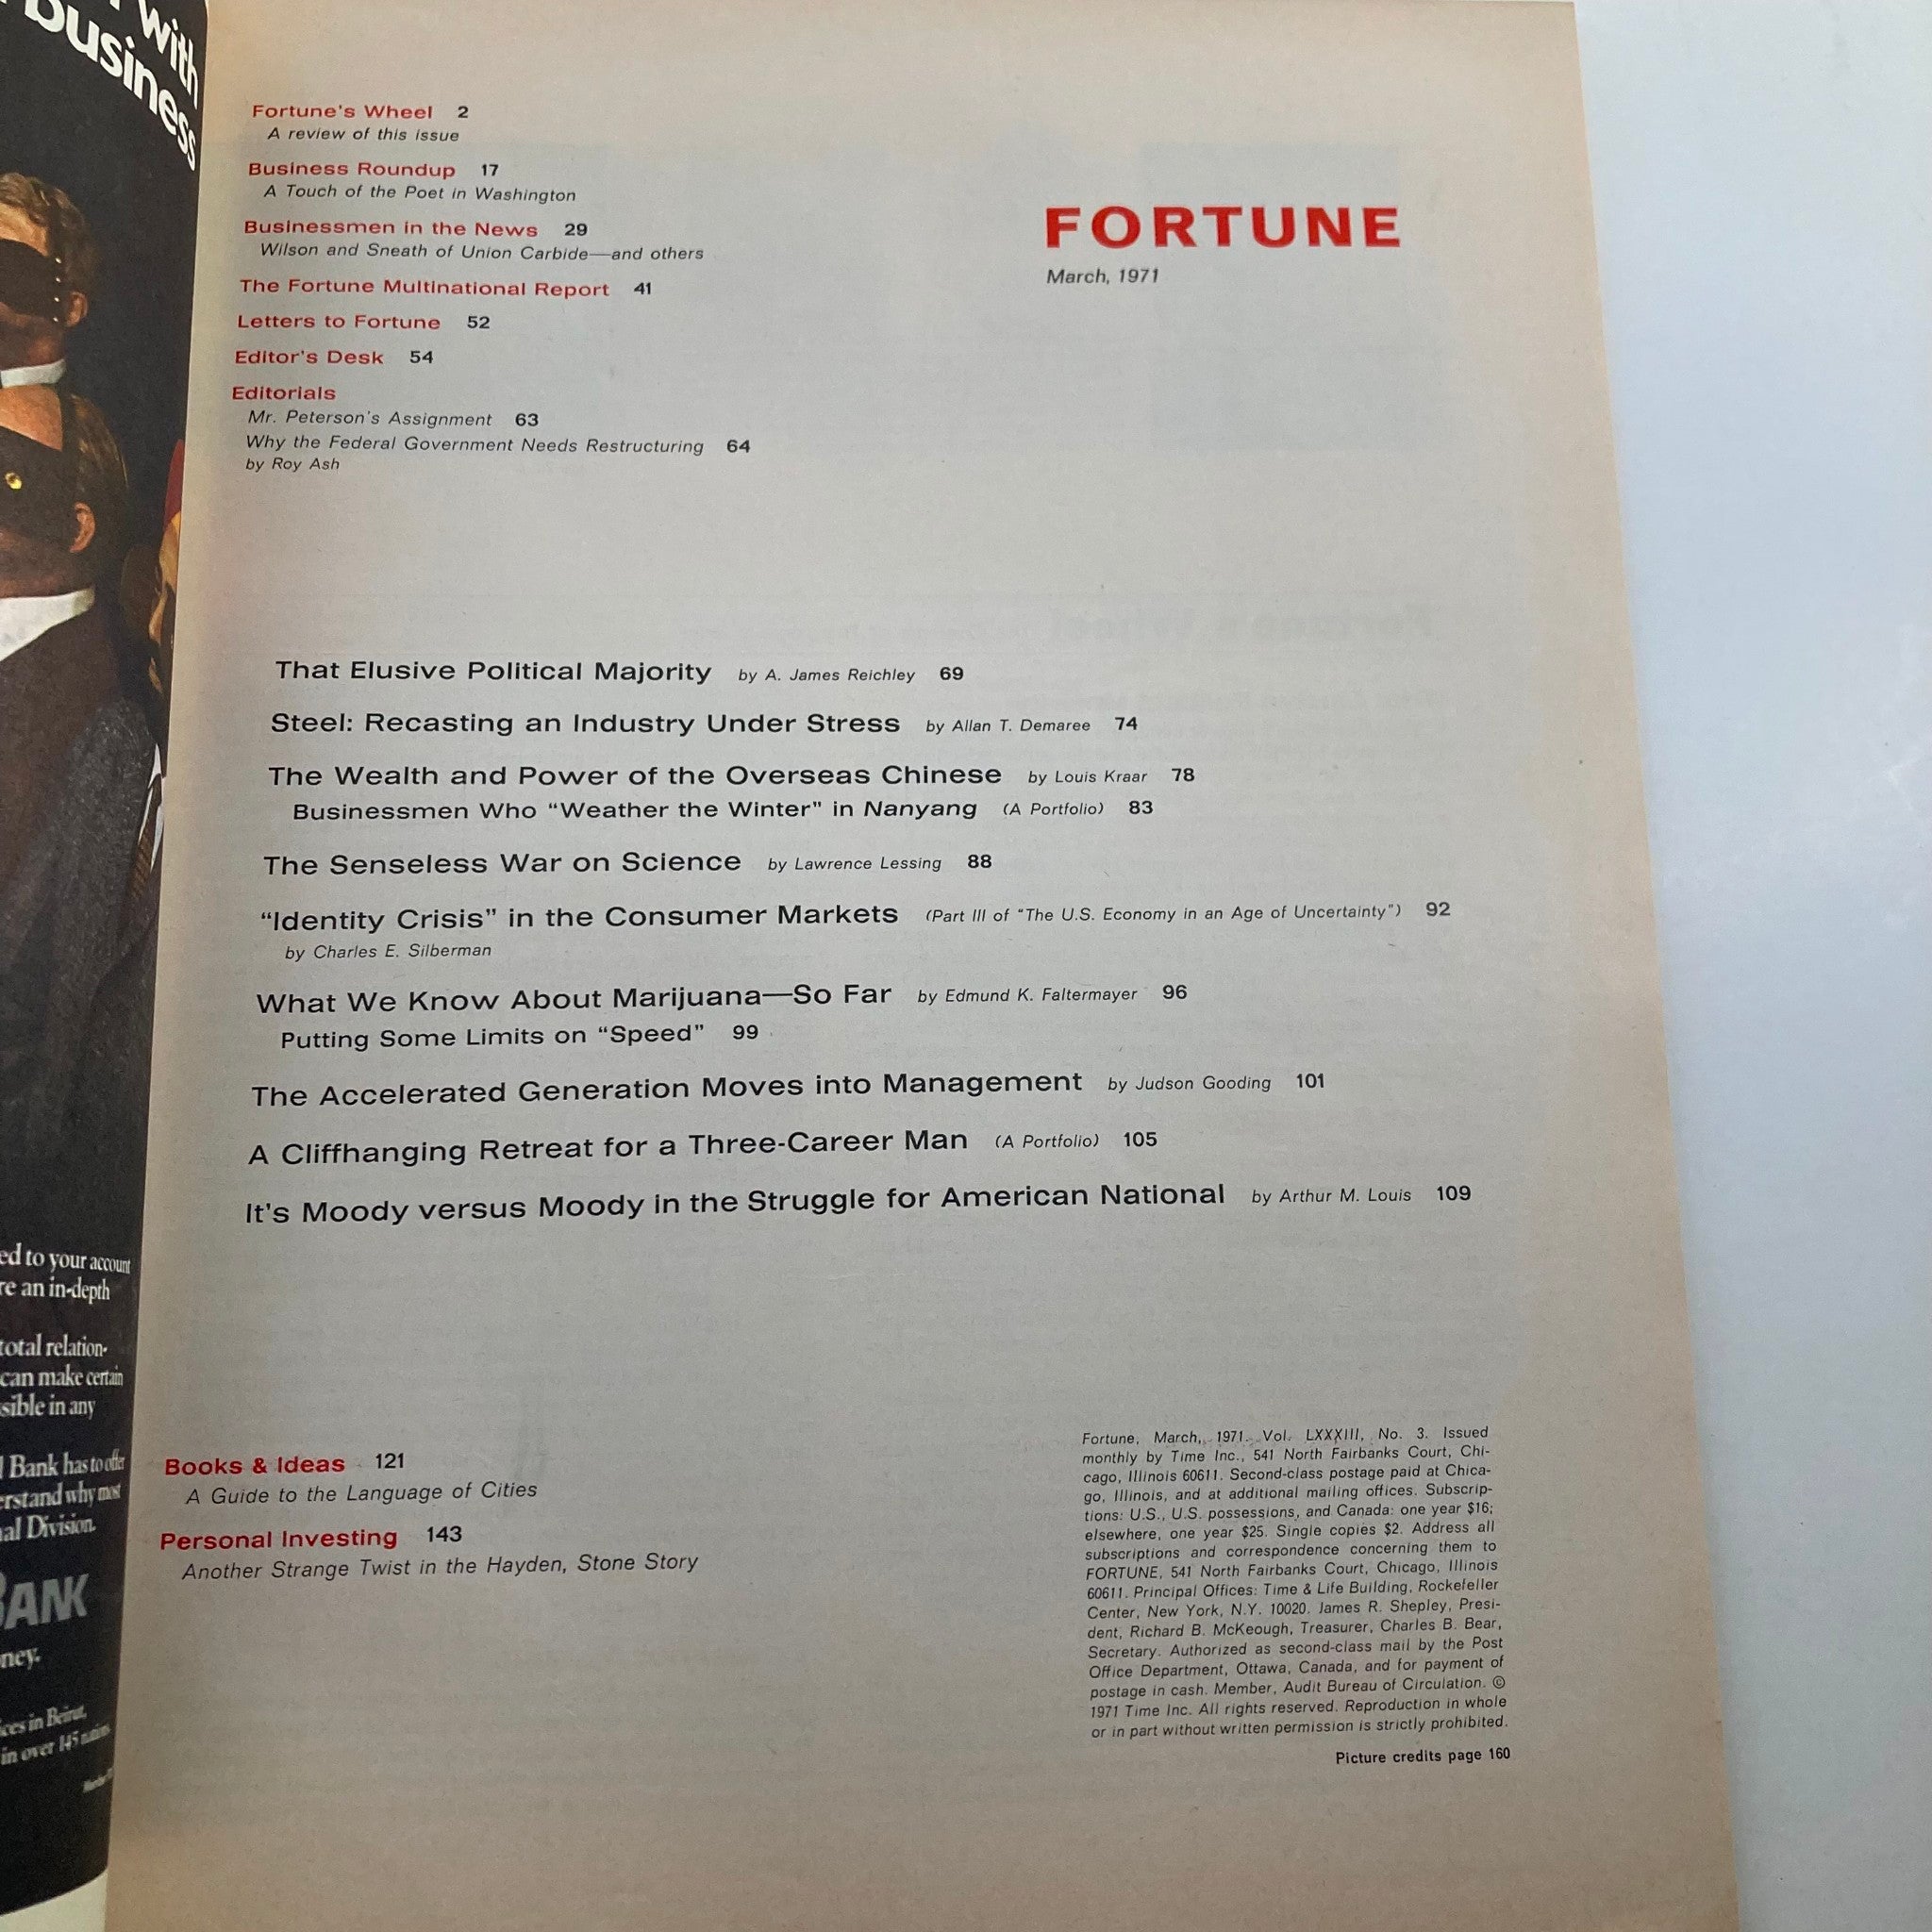 with
business
ed to your account
re an in-depth
total relation-
can make certain
sible in any
l Bank has to offer
erstand why most
nal Division.
BANK
ney.
ices in Beirut,
in over 145 nations
Fortune's Wheel 2
A review of this issue
Business Roundup 17
A Touch of the Poet in Washington
Businessmen in the News 29
Wilson and Sneath of Union Carbide—and others
The Fortune Multinational Report 41
Letters to Fortune 52
Editor's Desk 54
Editorials
Mr. Peterson's Assignment 63
Why the Federal Government Needs Restructuring 64
by Roy Ash
FORTUNE
March, 1971
That Elusive Political Majority by A. James Reichley 69
Steel: Recasting an Industry Under Stress by Allan T. Demaree 74
The Wealth and Power of the Overseas Chinese by Louis Kraar 78
Businessmen Who “Weather the Winter” in Nanyang (A Portfolio) 83
The Senseless War on Science by Lawrence Lessing 88
“Identity Crisis” in the Consumer Markets (Part III of “The U.S. Economy in an Age of Uncertainty”) 92
by Charles E. Silberman
What We Know About Marijuana—So Far by Edmund K. Faltermayer 96
Putting Some Limits on “Speed” 99
The Accelerated Generation Moves into Management by Judson Gooding 101
A Cliffhanging Retreat for a Three-Career Man (A Portfolio) 105
It's Moody versus Moody in the Struggle for American National by Arthur M. Louis 109
Books & Ideas 121
A Guide to the Language of Cities
Personal Investing 143
Another Strange Twist in the Hayden, Stone Story
Fortune, March, 1971. Vol. LXXXIII, No. 3. Issued
monthly by Time Inc., 541 North Fairbanks Court, Chi-
cago, Illinois 60611. Second-class postage paid at Chica-
go, Illinois, and at additional mailing offices. Subscrip-
tions: U.S., U.S. possessions, and Canada: one year $16;
elsewhere, one year $25. Single copies $2. Address all
subscriptions and correspondence concerning them to
FORTUNE, 541 North Fairbanks Court, Chicago, Illinois
60611. Principal Offices: Time & Life Building, Rockefeller
Center, New York, N.Y. 10020. James R. Shepley, Presi-
dent, Richard B. McKeough, Treasurer, Charles B. Bear,
Secretary. Authorized as second-class mail by the Post
Office Department, Ottawa, Canada, and for payment of
postage in cash. Member, Audit Bureau of Circulation. ©
1971 Time Inc. All rights reserved. Reproduction in whole
or in part without written permission is strictly prohibited.
Picture credits page 160